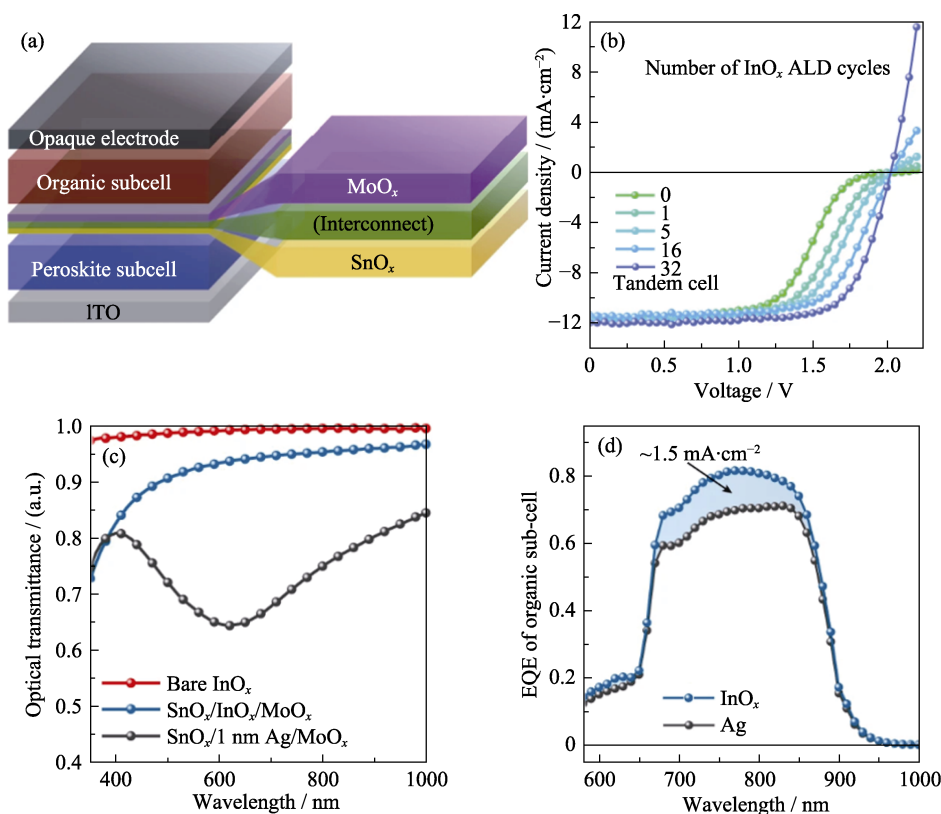 (a)
Opaque electrode
Organic subcell
Peroskite subcell
lTO
MoOₓ
(Interconnect)
SnOₓ
(b)
Number of InOₓ ALD cycles
Current density / (mA·cm⁻²)
12
8
4
0
−4
−8
−12
0
1
5
16
32
Tandem cell
0
0.5
1.0
1.5
2.0
Voltage / V
(c)
Optical transmittance / (a.u.)
1.0
0.9
0.8
0.7
0.6
0.5
0.4
Bare InOₓ
SnOₓ/InOₓ/MoOₓ
SnOₓ/1 nm Ag/MoOₓ
400
600
800
1000
Wavelength / nm
(d)
~1.5 mA·cm⁻²
EQE of organic sub-cell
0.8
0.6
0.4
0.2
0
InOₓ
Ag
600
700
800
900
1000
Wavelength / nm